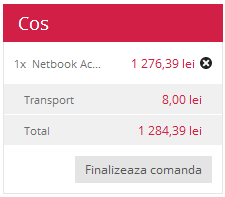 Cos
1x Netbook Ac... 1 276,39 lei
Transport 8,00 lei
Total 1 284,39 lei
Finalizeaza comanda